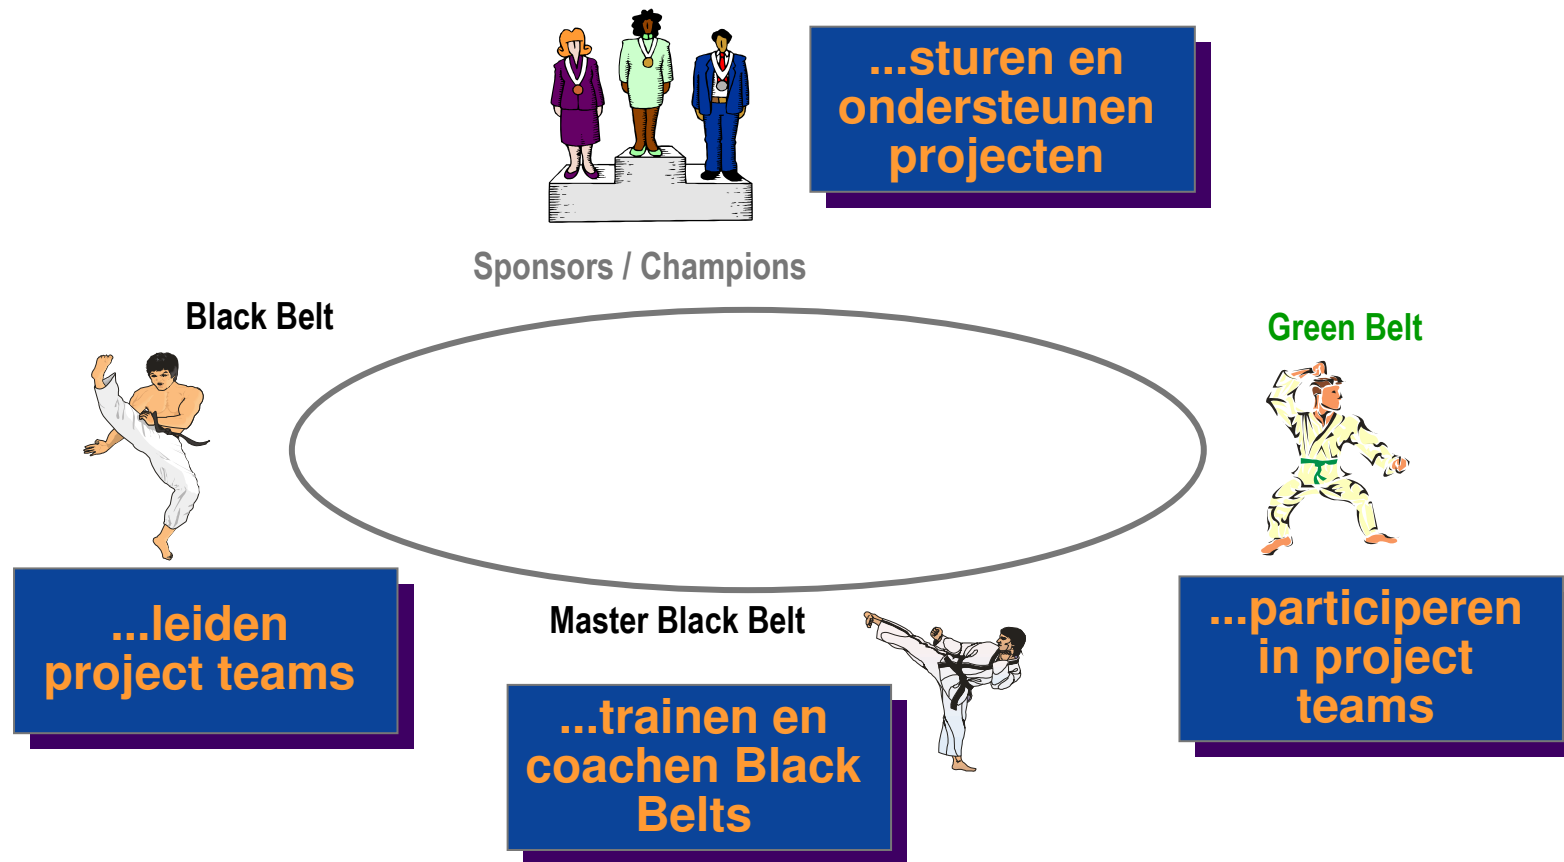 ...sturen en
ondersteunen
projecten
Sponsors / Champions
Black Belt
Green Belt
...leiden
project teams
Master Black Belt
...participeren
in project
teams
...trainen en
coachen Black
Belts